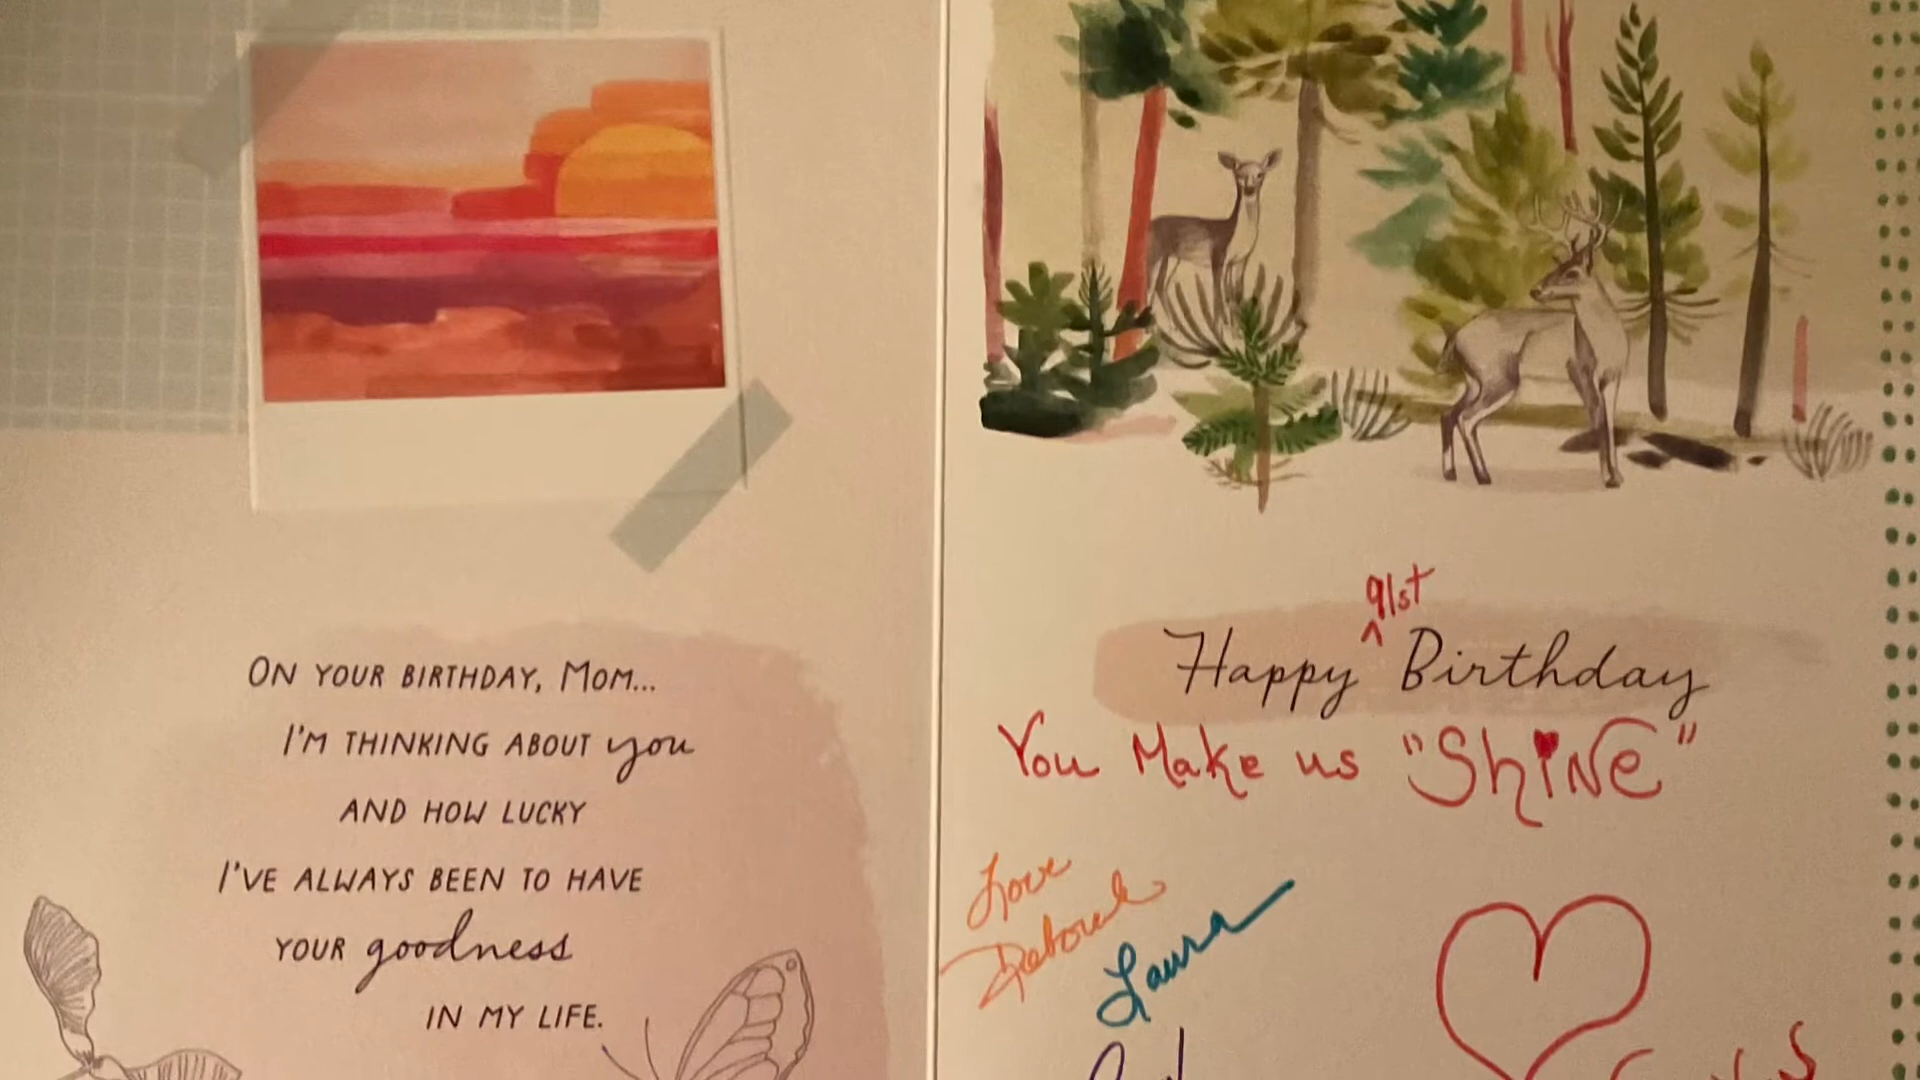 ON YOUR BIRTHDAY, MOM...
I'M THINKING ABOUT you
AND HOW LUCKY
I'VE ALWAYS BEEN TO HAVE
YOUR goodness
IN MY LIFE.
91st
^
Happy Birthday
You Make us "ShiNe"
Love
Deborah
Laura